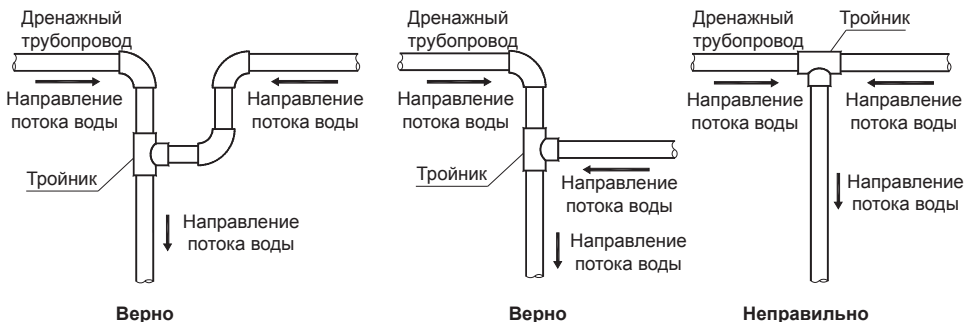 Дренажный
трубопровод
Направление
потока воды
Направление
потока воды
Тройник
Направление
потока воды
Верно
Дренажный
трубопровод
Направление
потока воды
Тройник
Направление
потока воды
Направление
потока воды
Верно
Дренажный
трубопровод
Тройник
Направление
потока воды
Направление
потока воды
Направление
потока воды
Неправильно